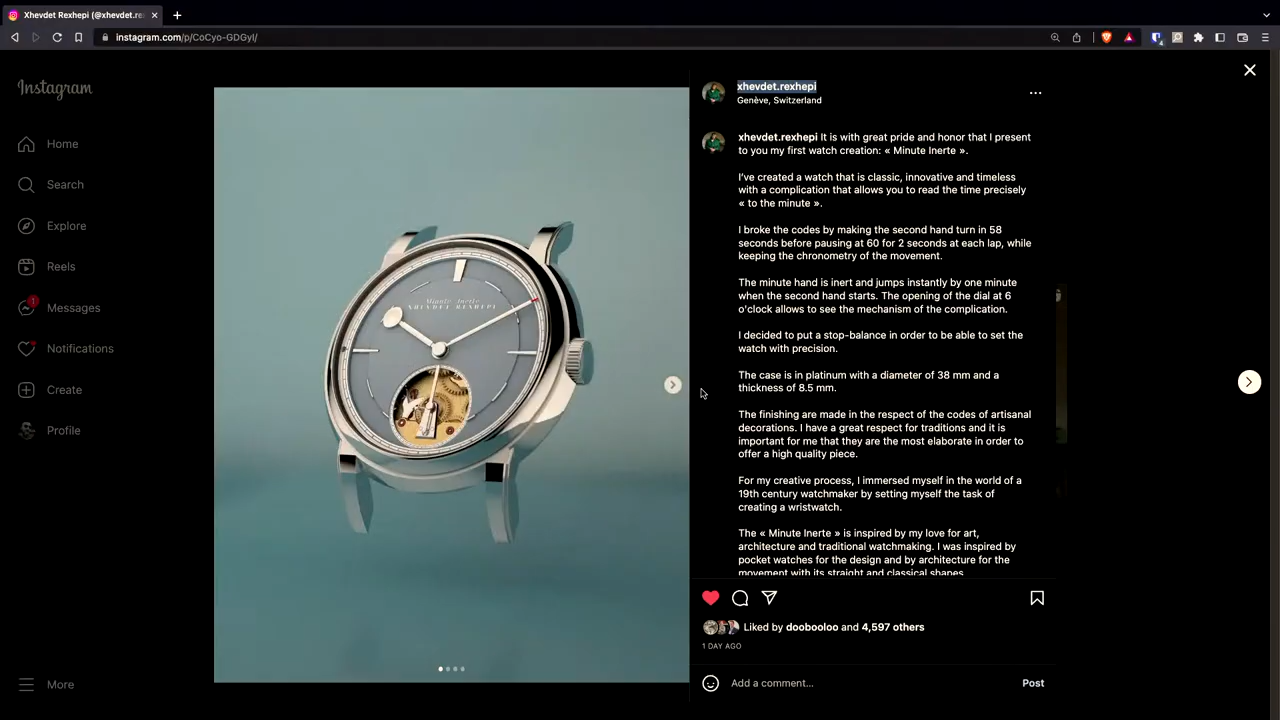 Xhevdet Rexhepi (@xhevdet.re
instagram.com/p/CoCyo-GDGyI/
4
Instagram
Home
Search
Explore
Reels
1
Messages
Notifications
Create
Profile
More
Minute Inerte
XHEVDET REXHEPI
xhevdet.rexhepi
Genève, Switzerland
xhevdet.rexhepi It is with great pride and honor that I present
to you my first watch creation: « Minute Inerte ».
I've created a watch that is classic, innovative and timeless
with a complication that allows you to read the time precisely
« to the minute ».
I broke the codes by making the second hand turn in 58
seconds before pausing at 60 for 2 seconds at each lap, while
keeping the chronometry of the movement.
The minute hand is inert and jumps instantly by one minute
when the second hand starts. The opening of the dial at 6
o'clock allows to see the mechanism of the complication.
I decided to put a stop-balance in order to be able to set the
watch with precision.
The case is in platinum with a diameter of 38 mm and a
thickness of 8.5 mm.
The finishing are made in the respect of the codes of artisanal
decorations. I have a great respect for traditions and it is
important for me that they are the most elaborate in order to
offer a high quality piece.
For my creative process, I immersed myself in the world of a
19th century watchmaker by setting myself the task of
creating a wristwatch.
The « Minute Inerte » is inspired by my love for art,
architecture and traditional watchmaking. I was inspired by
pocket watches for the design and by architecture for the
movement with its straight and classical shapes.
Liked by doobooloo and 4,597 others
1 DAY AGO
Add a comment...
Post